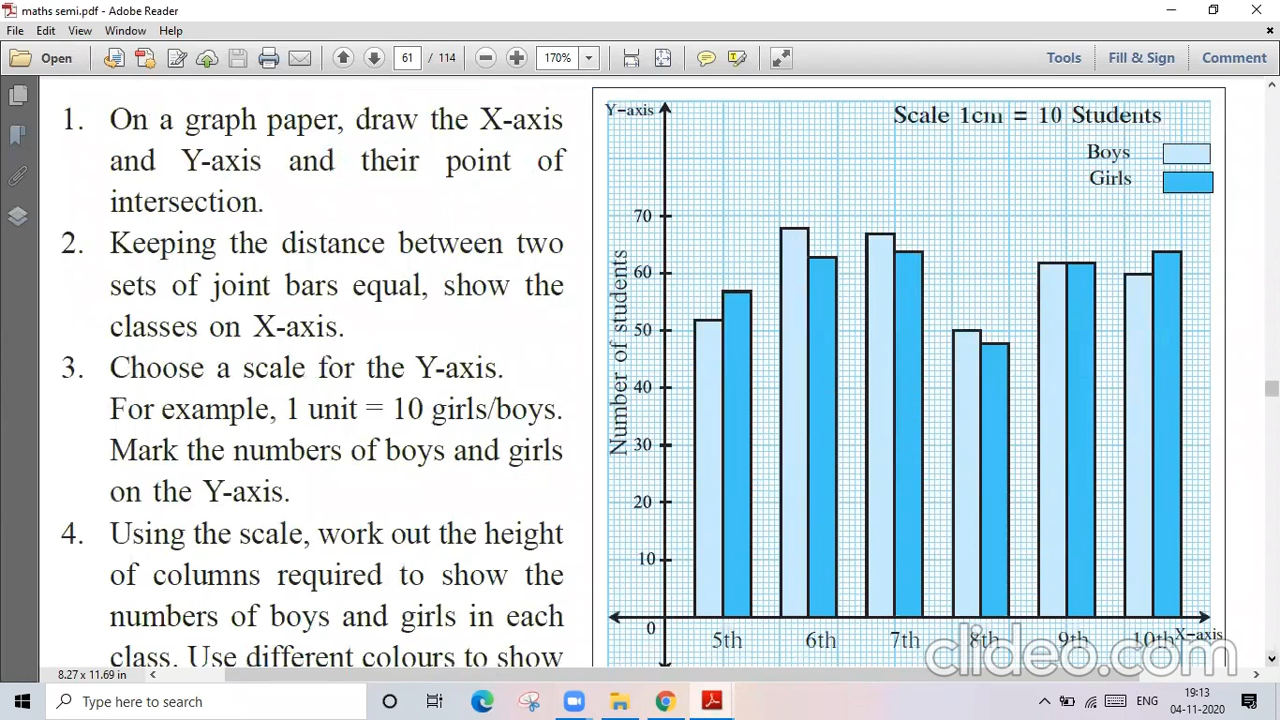 maths semi.pdf - Adobe Reader
File Edit View Window Help
Open 61 / 114 170% Tools Fill & Sign Comment
1. On a graph paper, draw the X-axis
and Y-axis and their point of
intersection.
2. Keeping the distance between two
sets of joint bars equal, show the
classes on X-axis.
3. Choose a scale for the Y-axis.
For example, 1 unit = 10 girls/boys.
Mark the numbers of boys and girls
on the Y-axis.
4. Using the scale, work out the height
of columns required to show the
numbers of boys and girls in each
class. Use different colours to show
Y-axis
Scale 1cm = 10 Students
Boys
Girls
Number of students
70
60
50
40
30
20
10
0
5th 6th 7th 8th 9th 10th X-axis
clideo.com
8.27 x 11.69 in
Type here to search
ENG
19:13
04-11-2020